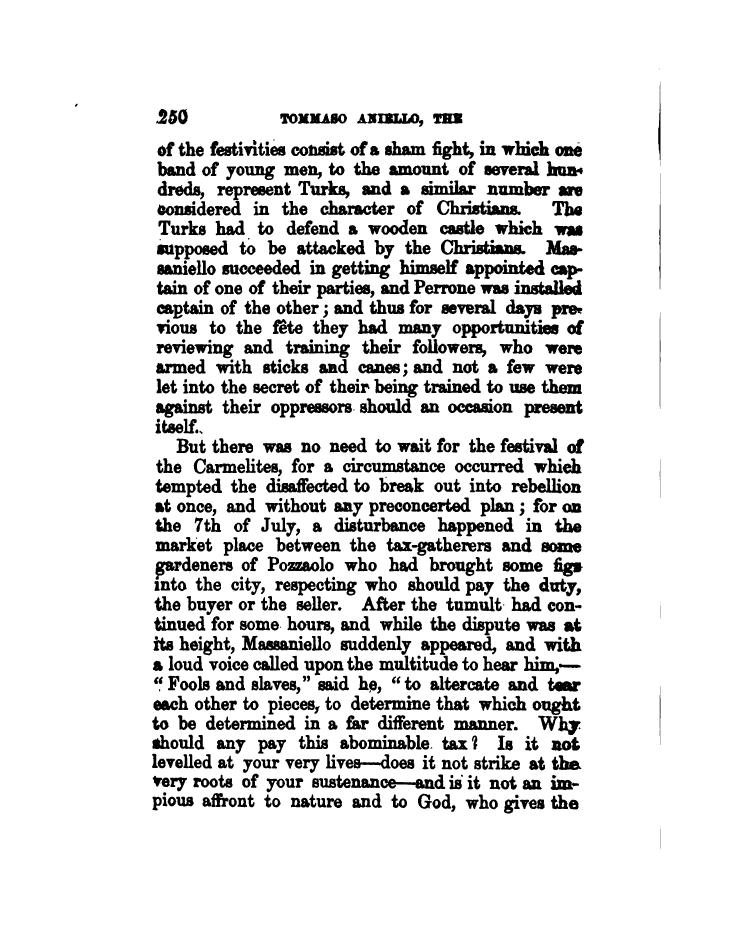 250 TOMMASO ANIELLO, THE
of the festivities consist of a sham fight, in which one
band of young men, to the amount of several hun-
dreds, represent Turks, and a similar number are
considered in the character of Christians. The
Turks had to defend a wooden castle which was
supposed to be attacked by the Christians. Mas-
saniello succeeded in getting himself appointed cap-
tain of one of their parties, and Perrone was installed
captain of the other; and thus for several days pre-
vious to the fête they had many opportunities of
reviewing and training their followers, who were
armed with sticks and canes; and not a few were
let into the secret of their being trained to use them
against their oppressors should an occasion present
itself.
But there was no need to wait for the festival of
the Carmelites, for a circumstance occurred which
tempted the disaffected to break out into rebellion
at once, and without any preconcerted plan; for on
the 7th of July, a disturbance happened in the
market place between the tax-gatherers and some
gardeners of Pozzaolo who had brought some figs
into the city, respecting who should pay the duty,
the buyer or the seller. After the tumult had con-
tinued for some hours, and while the dispute was at
its height, Massaniello suddenly appeared, and with
a loud voice called upon the multitude to hear him,—
“Fools and slaves,” said he, “to altercate and tear
each other to pieces, to determine that which ought
to be determined in a far different manner. Why
should any pay this abominable tax? Is it not
levelled at your very lives—does it not strike at the
very roots of your sustenance—and is it not an im-
pious affront to nature and to God, who gives the